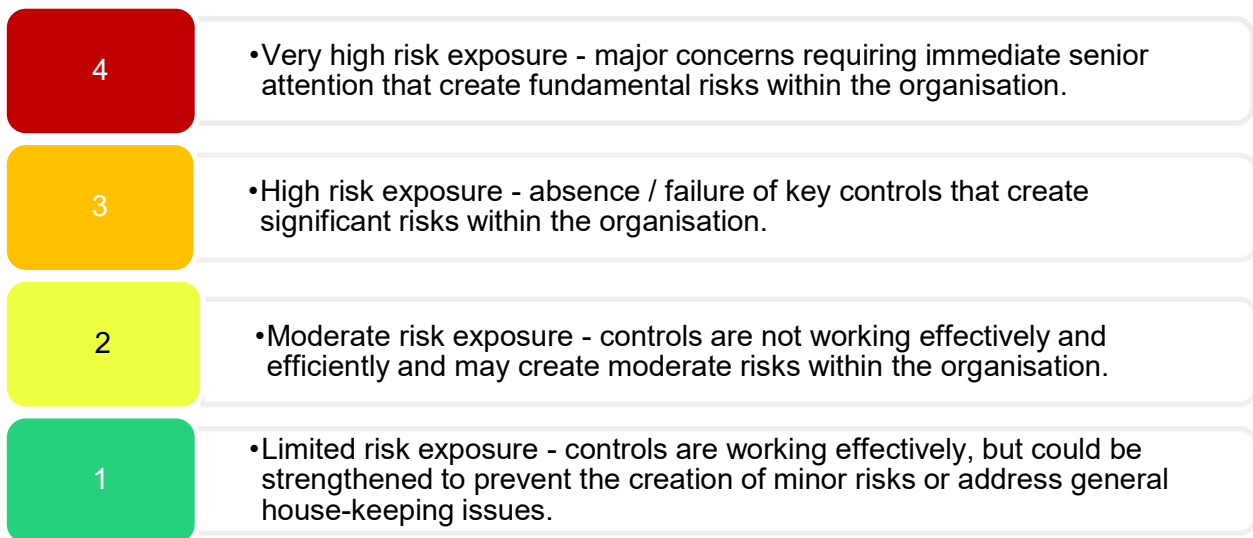 4
•Very high risk exposure - major concerns requiring immediate senior
attention that create fundamental risks within the organisation.
3
•High risk exposure - absence / failure of key controls that create
significant risks within the organisation.
2
•Moderate risk exposure - controls are not working effectively and
efficiently and may create moderate risks within the organisation.
1
•Limited risk exposure - controls are working effectively, but could be
strengthened to prevent the creation of minor risks or address general
house-keeping issues.